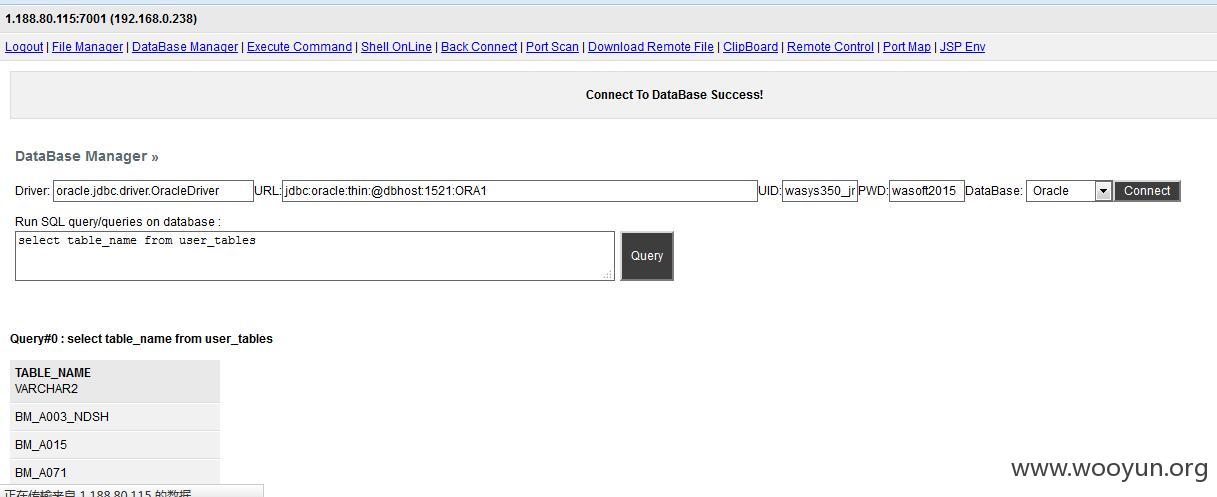 1.188.80.115:7001 (192.168.0.238)
Logout | File Manager | DataBase Manager | Execute Command | Shell OnLine | Back Connect | Port Scan | Download Remote File | ClipBoard | Remote Control | Port Map | JSP Env
Connect To DataBase Success!
DataBase Manager »
Driver: oracle.jdbc.driver.OracleDriver URL: jdbc:oracle:thin:@dbhost:1521:ORA1 UID: wasys350_jr PWD: wasoft2015 DataBase: Oracle Connect
Run SQL query/queries on database :
select table_name from user_tables
Query
Query#0 : select table_name from user_tables
TABLE_NAME
VARCHAR2
BM_A003_NDSH
BM_A015
BM_A071
www.wooyun.org
正在传输来自 1.188.80.115 的数据